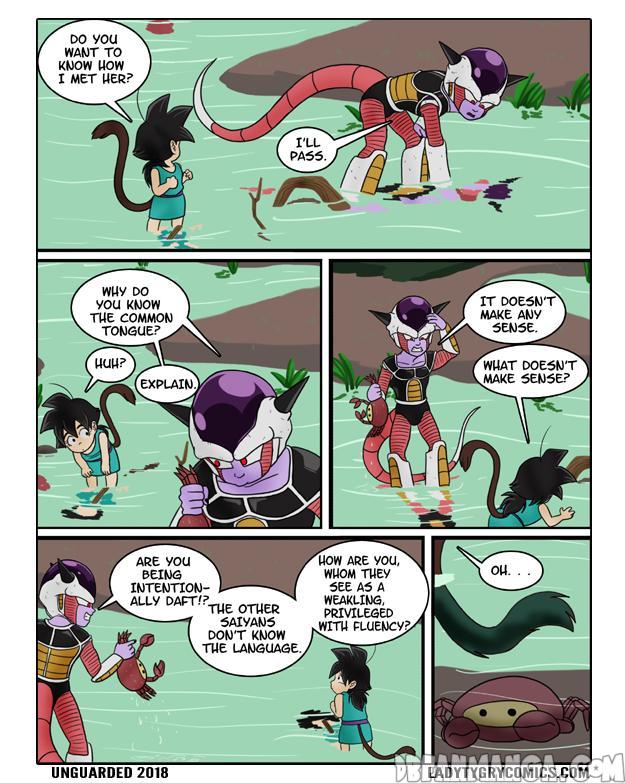 DO YOU
WANT TO
KNOW HOW
I MET HER?
I'LL
PASS.
WHY DO
YOU KNOW
THE COMMON
TONGUE?
HUH?
EXPLAIN.
IT DOESN'T
MAKE ANY
SENSE.
WHAT DOESN'T
MAKE SENSE?
ARE YOU
BEING
INTENTION-
ALLY DAFT!?
THE OTHER
SAIYANS
DON'T KNOW
THE LANGUAGE.
HOW ARE YOU,
WHOM THEY
SEE AS A
WEAKLING,
PRIVILEGED
WITH FLUENCY?
OH. . .
UNGUARDED 2018
LADYTYGRYCOMICS.COM
DBFANMANGA.COM